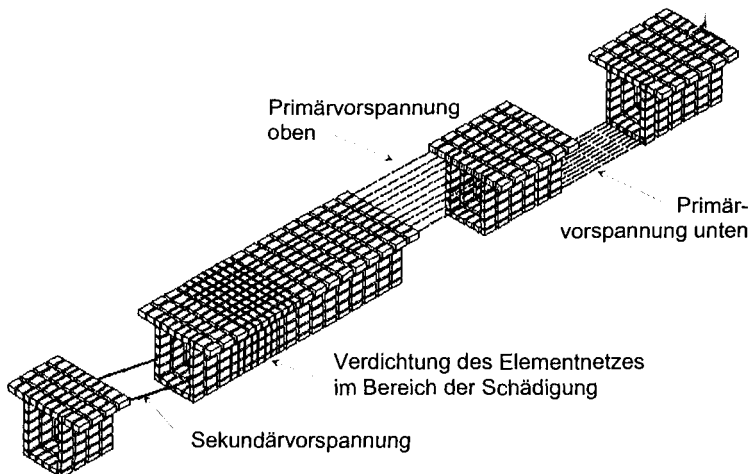 Primärvorspannung
oben
Primär-
vorspannung unten
Verdichtung des Elementnetzes
im Bereich der Schädigung
Sekundärvorspannung